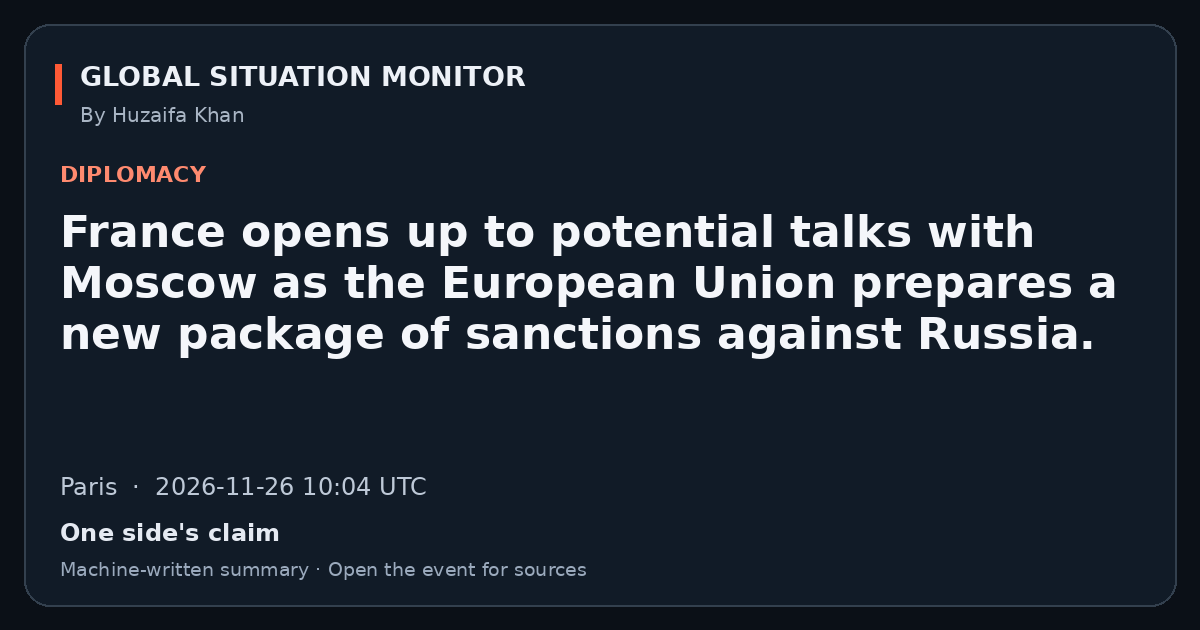 GLOBAL SITUATION MONITOR
By Huzaifa Khan
DIPLOMACY
France opens up to potential talks with
Moscow as the European Union prepares a
new package of sanctions against Russia.
Paris · 2026-11-26 10:04 UTC
One side's claim
Machine-written summary · Open the event for sources